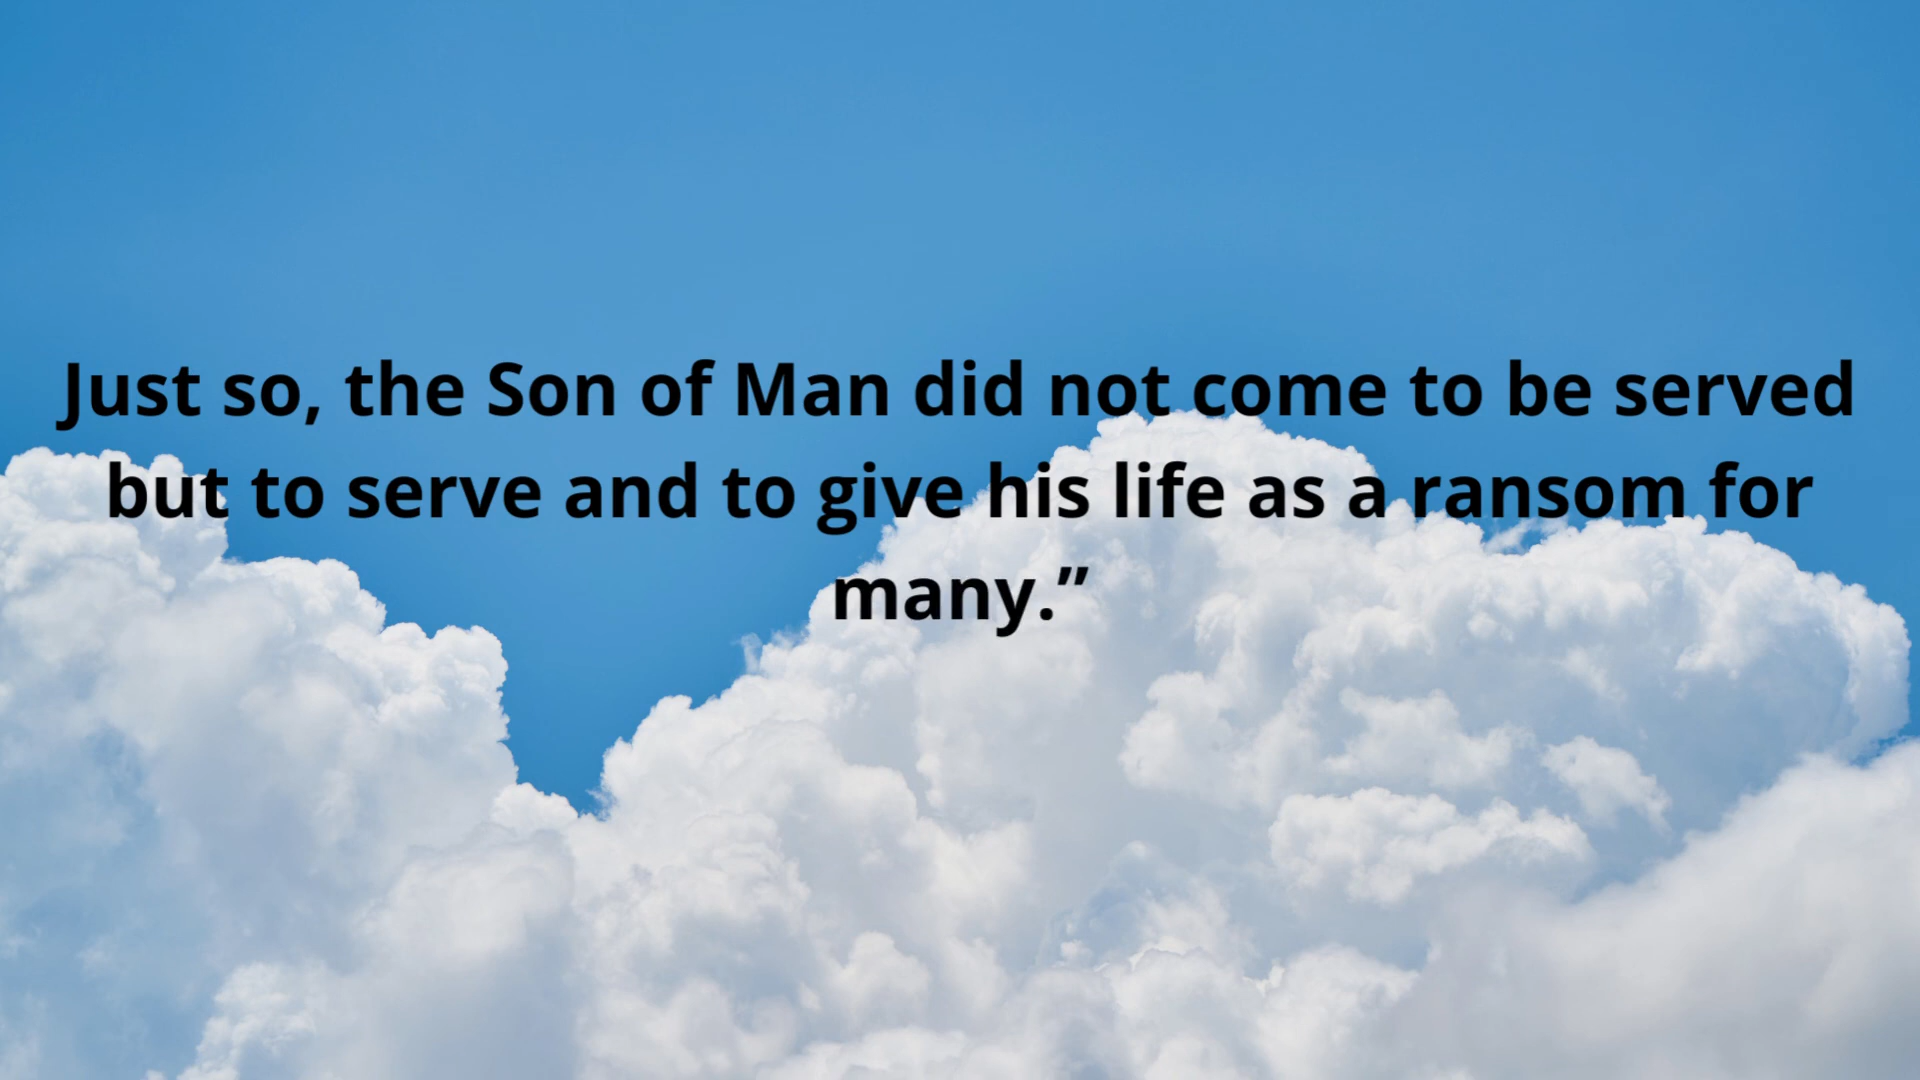 Just so, the Son of Man did not come to be served
but to serve and to give his life as a ransom for
many.”